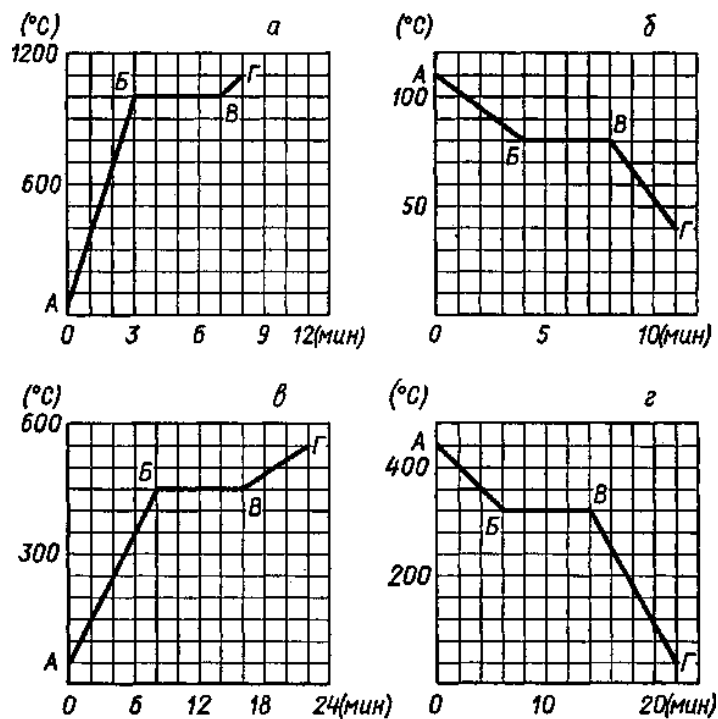 (°C) а
1200
Б Г
В
600
А
0 3 6 9 12(мин)
(°C) б
А
100
Б В
50
Г
0 5 10(мин)
(°C) в
600
Б Г
В
300
А
0 6 12 18 24(мин)
(°C) г
А
400
Б В
200
Г
0 10 20(мин)